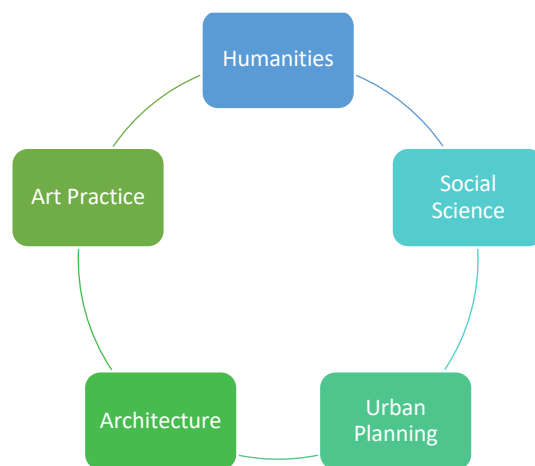 Humanities
Social
Science
Urban
Planning
Architecture
Art Practice